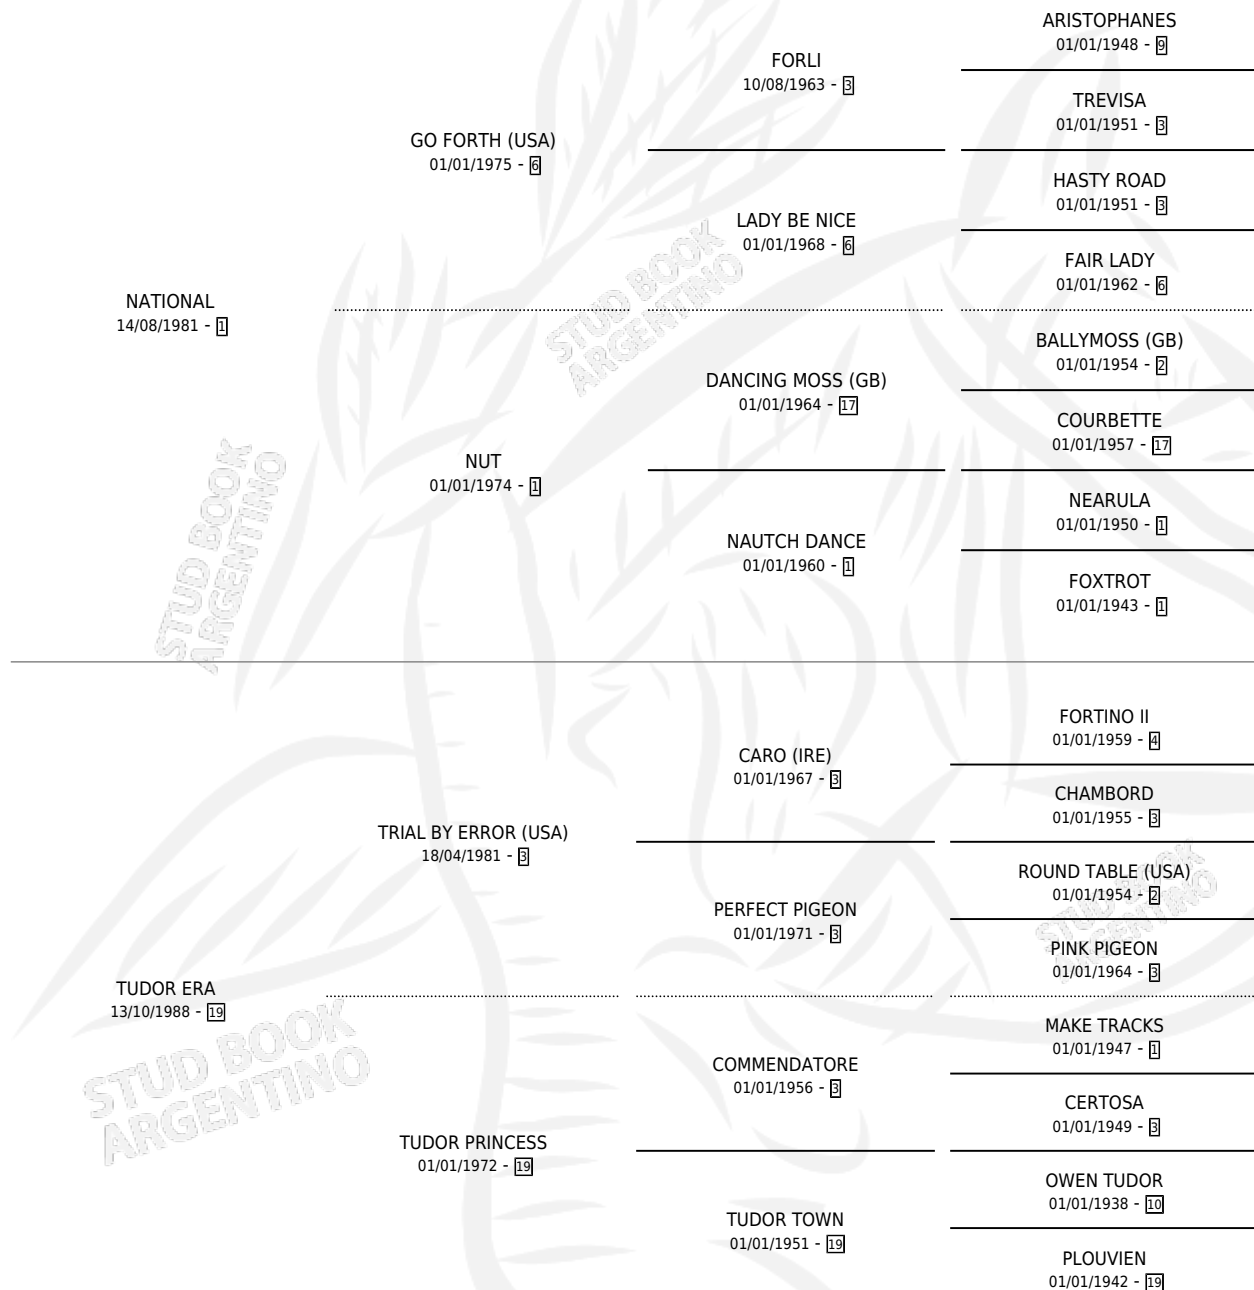 ARISTOPHANES
01/01/1948 - 9
FORLI
10/08/1963 - 3
TREVISA
01/01/1951 - 3
GO FORTH (USA)
01/01/1975 - 6
HASTY ROAD
01/01/1951 - 3
LADY BE NICE
01/01/1968 - 6
FAIR LADY
01/01/1962 - 6
NATIONAL
14/08/1981 - 1
BALLYMOSS (GB)
01/01/1954 - 2
DANCING MOSS (GB)
01/01/1964 - 17
COURBETTE
01/01/1957 - 17
NUT
01/01/1974 - 1
NEARULA
01/01/1950 - 1
NAUTCH DANCE
01/01/1960 - 1
FOXTROT
01/01/1943 - 1
STUD BOOK
ARGENTINO
STUD BOOK
ARGENTINO
FORTINO II
01/01/1959 - 4
CARO (IRE)
01/01/1967 - 3
CHAMBORD
01/01/1955 - 3
TRIAL BY ERROR (USA)
18/04/1981 - 3
ROUND TABLE (USA)
01/01/1954 - 2
PERFECT PIGEON
01/01/1971 - 3
PINK PIGEON
01/01/1964 - 3
TUDOR ERA
13/10/1988 - 19
MAKE TRACKS
01/01/1947 - 1
COMMENDATORE
01/01/1956 - 3
CERTOSA
01/01/1949 - 3
TUDOR PRINCESS
01/01/1972 - 19
OWEN TUDOR
01/01/1938 - 10
TUDOR TOWN
01/01/1951 - 19
PLOUVIEN
01/01/1942 - 19
STUD BOOK
ARGENTINO
STUD BOOK
ARGENTINO